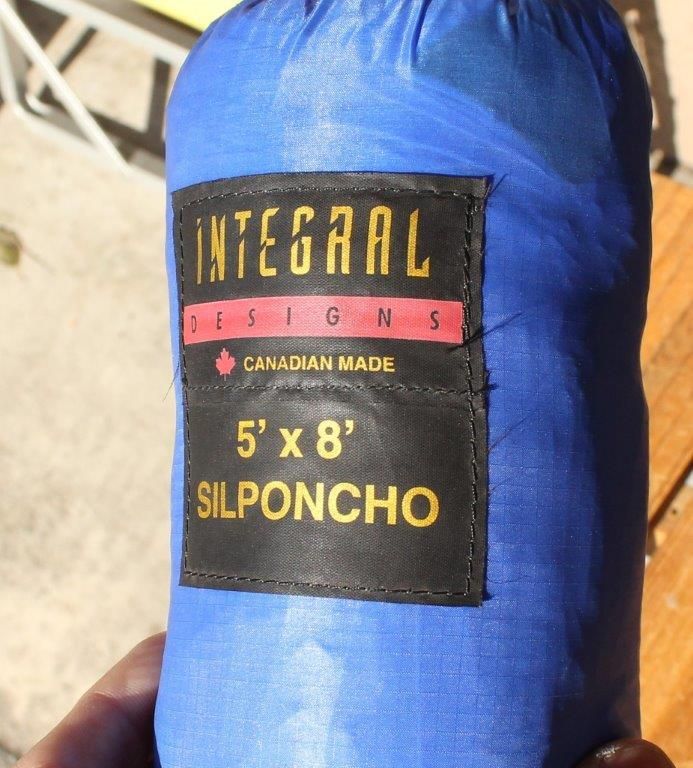 INTEGRAL
DESIGNS
CANADIAN MADE
5' x 8'
SILPONCHO